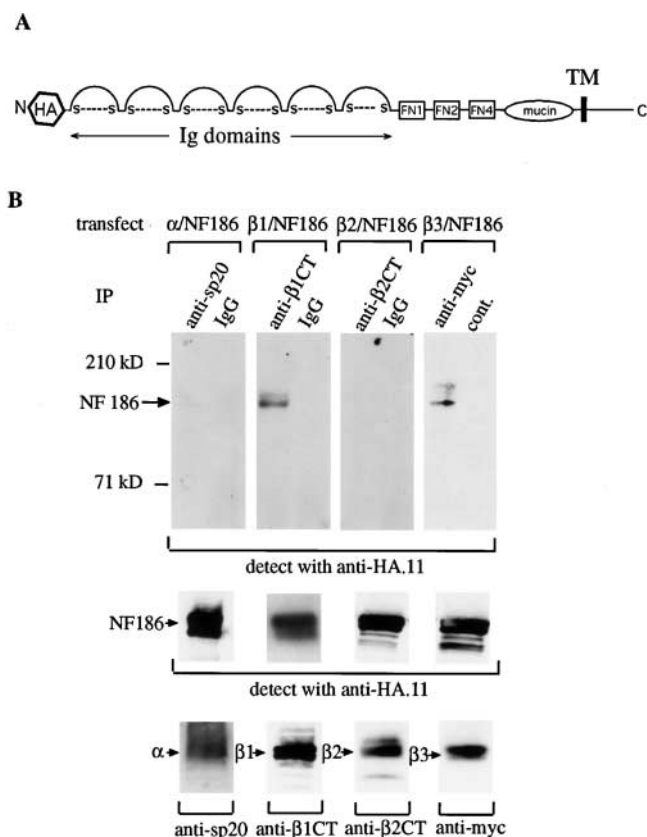 A
N HA S-----S S-----S S-----S S-----S S-----S S-----S FN1 FN2 FN4 mucin TM C
Ig domains
B
transfect α/NF186 β1/NF186 β2/NF186 β3/NF186
IP anti-sp20 IgG anti-β1CT IgG anti-β2CT IgG anti-myc cont.
210 kD
NF 186
71 kD
detect with anti-HA.11
NF186
detect with anti-HA.11
α β1 β2 β3
anti-sp20 anti-β1CT anti-β2CT anti-myc